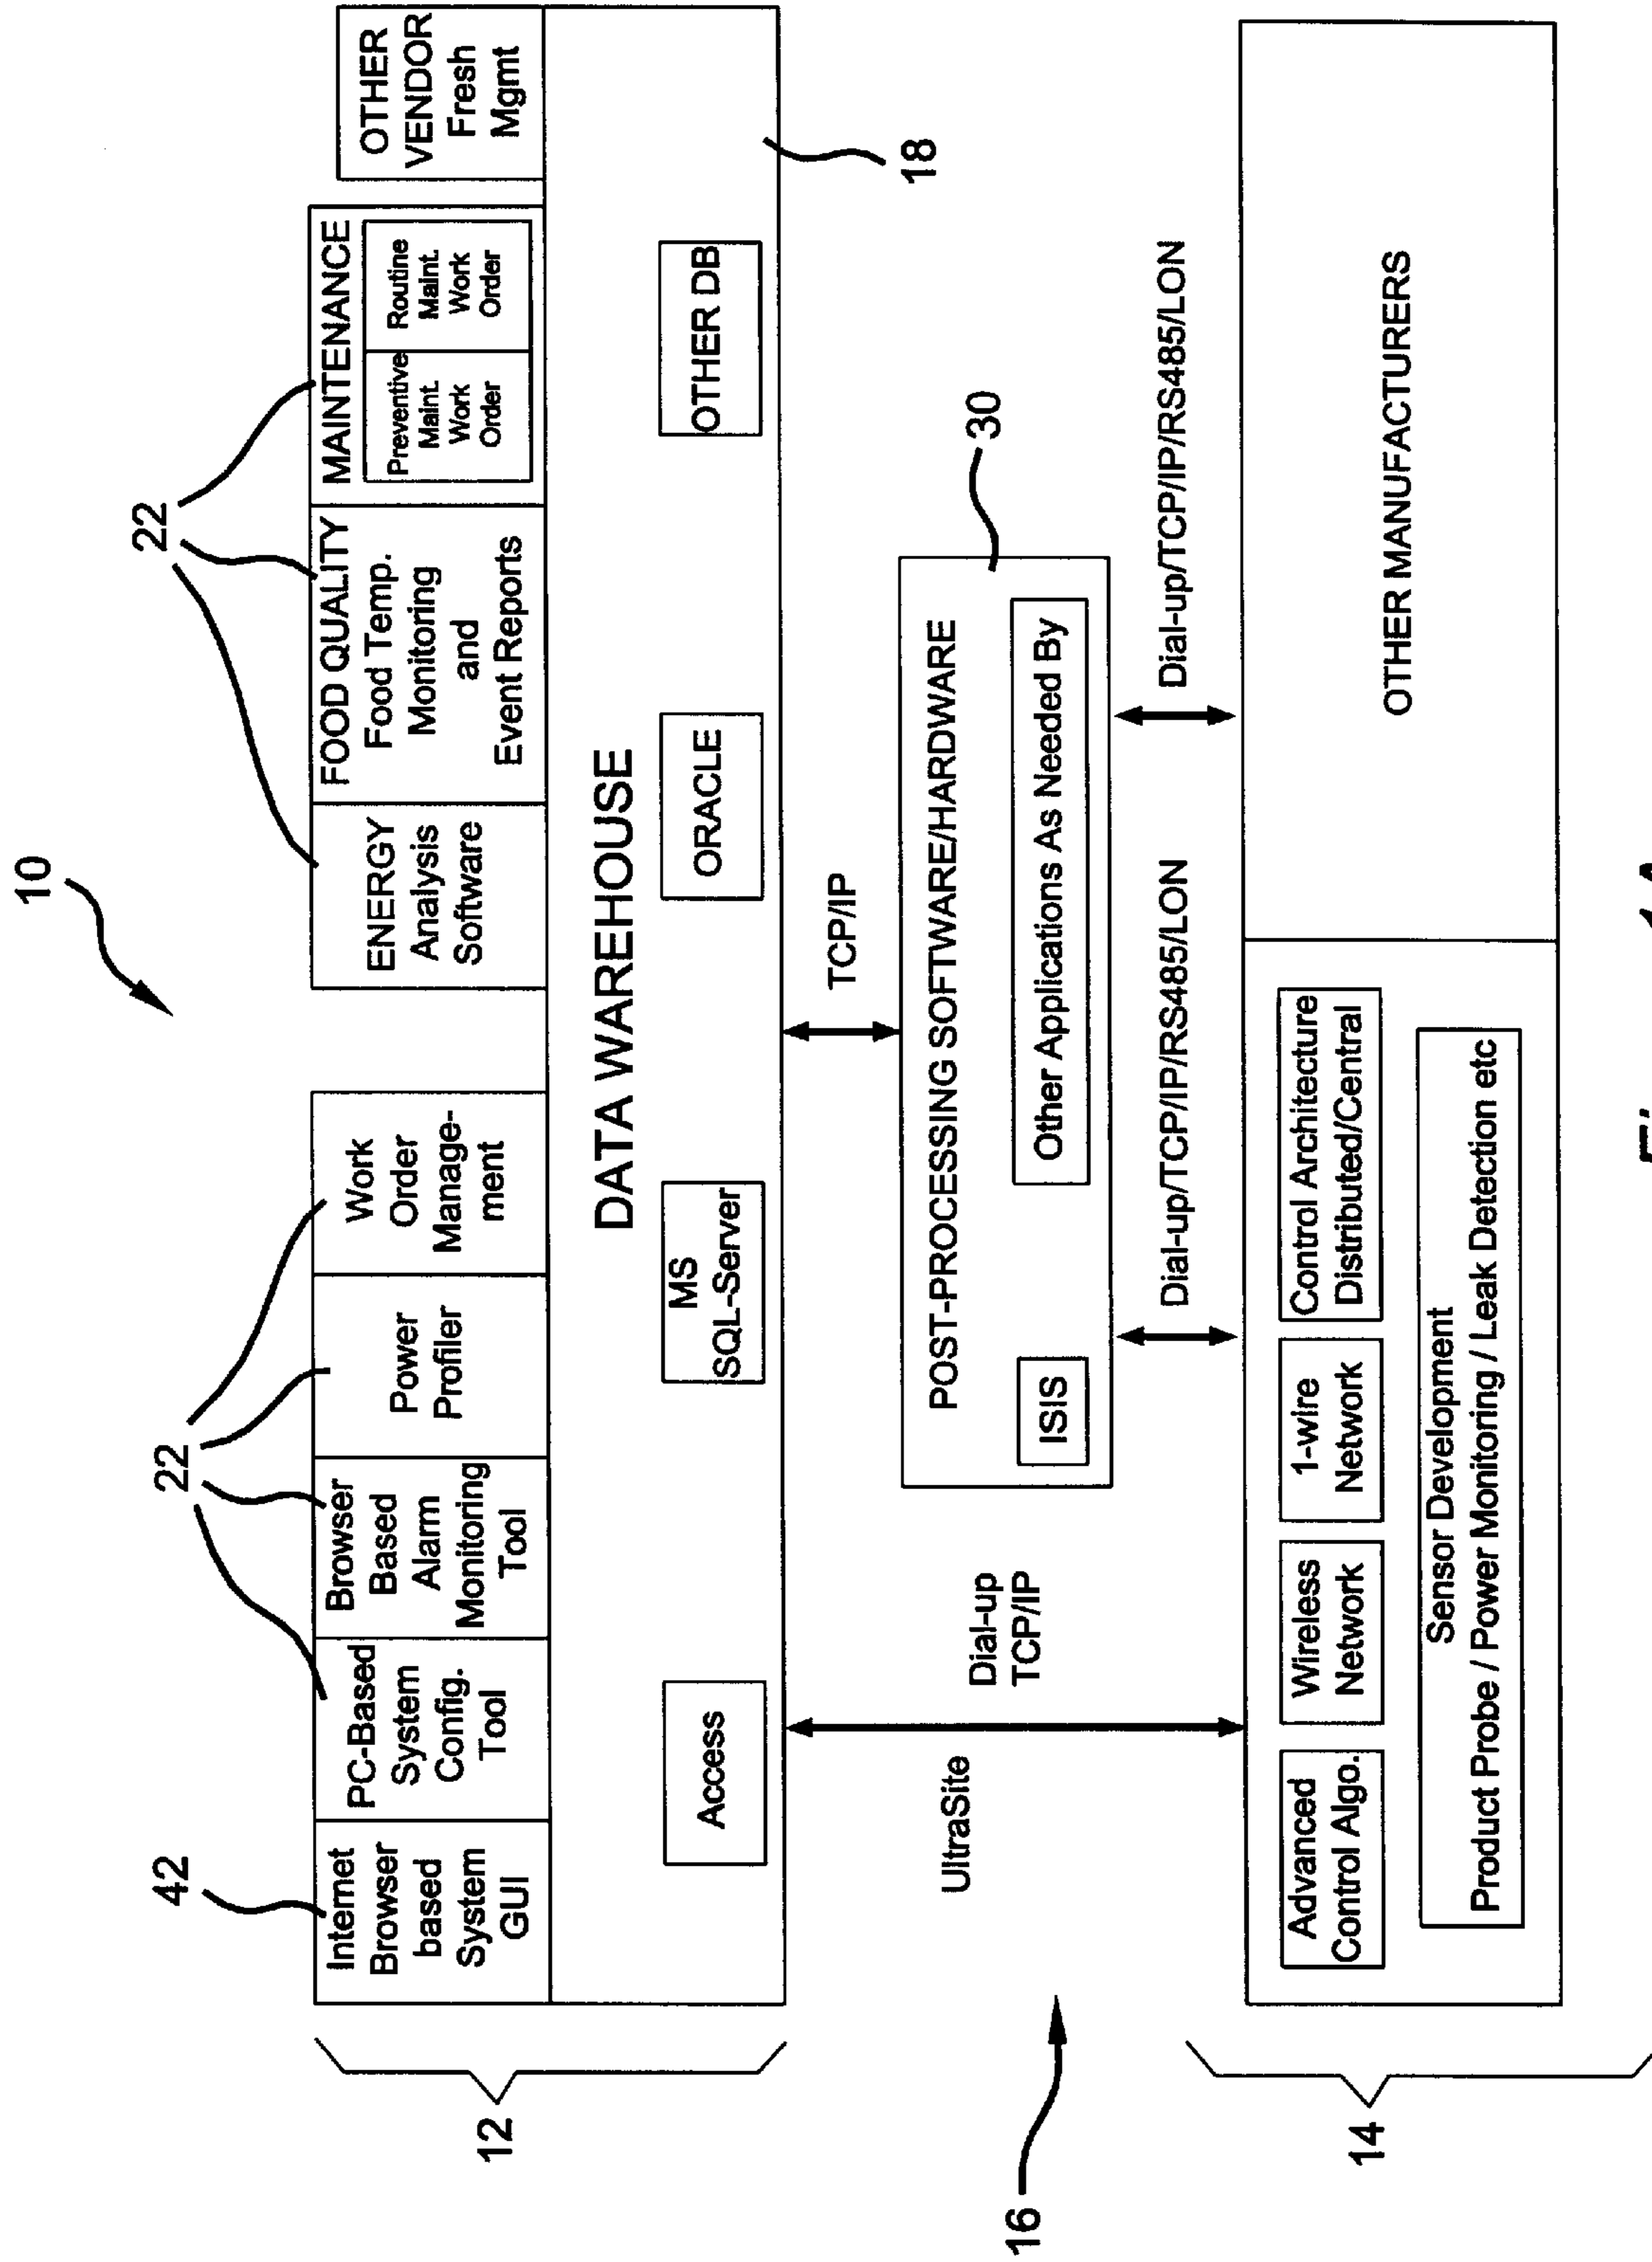 10
22
22
42
Internet
Browser
based
System
GUI
PC-Based
System
Config.
Tool
Browser
Based
Alarm
Monitoring
Tool
Power
Profiler
Work
Order
Manage-
ment
ENERGY
Analysis
Software
FOOD QUALITY
Food Temp.
Monitoring
and
Event Reports
MAINTENANCE
Preventive
Maint.
Work
Order
Routine
Maint.
Work
Order
OTHER
VENDOR
Fresh
Mgmt
12
DATA WAREHOUSE
Access
MS
SQL-Server
ORACLE
OTHER DB
18
UltraSite
Dial-up
TCP/IP
TCP/IP
30
POST-PROCESSING SOFTWARE/HARDWARE
ISIS
Other Applications As Needed By
16
Dial-up/TCP/IP/RS485/LON
Dial-up/TCP/IP/RS485/LON
14
Advanced
Control Algo.
Wireless
Network
1-wire
Network
Control Architecture
Distributed/Central
Sensor Development
Product Probe / Power Monitoring / Leak Detection etc
OTHER MANUFACTURERS